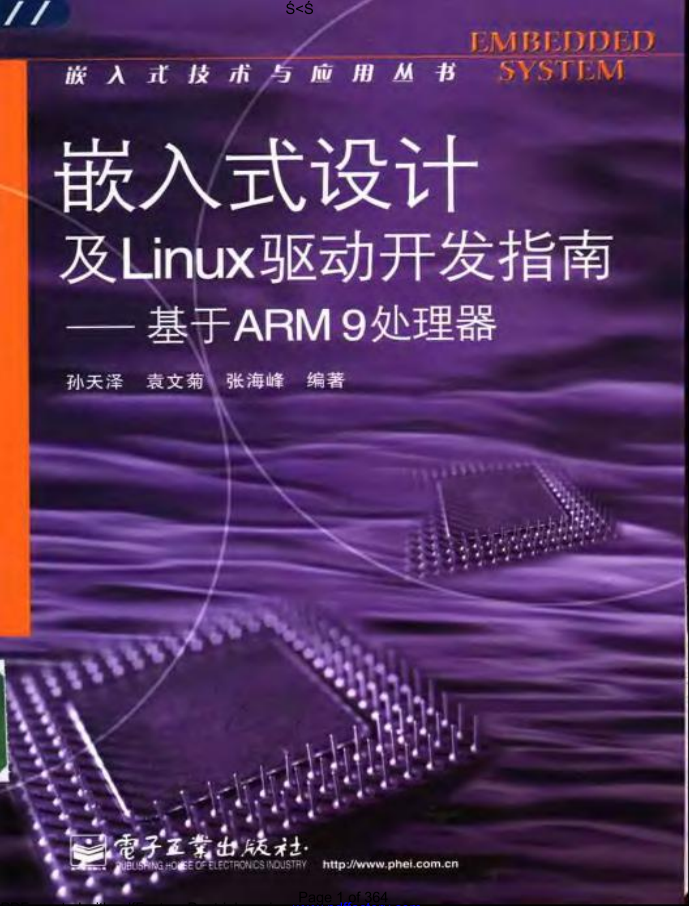 Ś<Ś
EMBEDDED
嵌入式技术与应用丛书 SYSTEM
嵌入式设计
及Linux驱动开发指南
—— 基于ARM 9处理器
孙天泽 袁文菊 张海峰 编著
電子工業出版社·
PUBLISHING HOUSE OF ELECTRONICS INDUSTRY http://www.phei.com.cn
Page 1 of 364